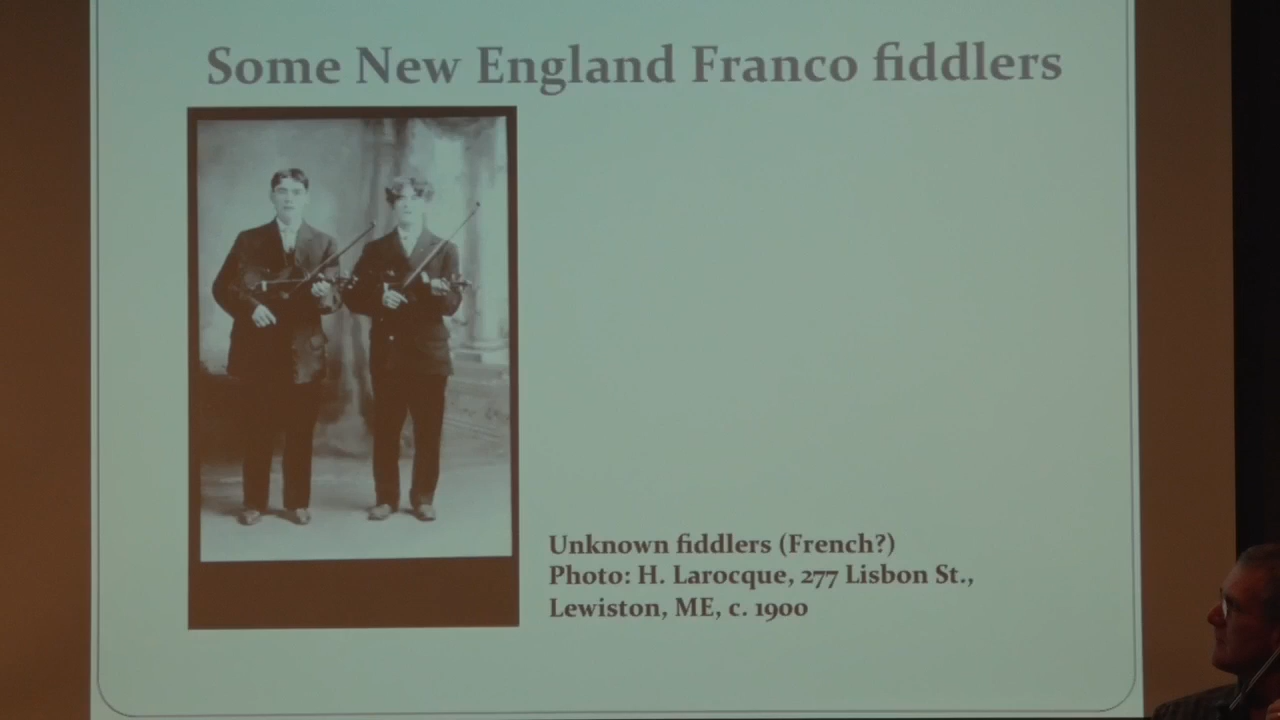 Some New England Franco fiddlers
Unknown fiddlers (French?)
Photo: H. Larocque, 277 Lisbon St.,
Lewiston, ME, c. 1900